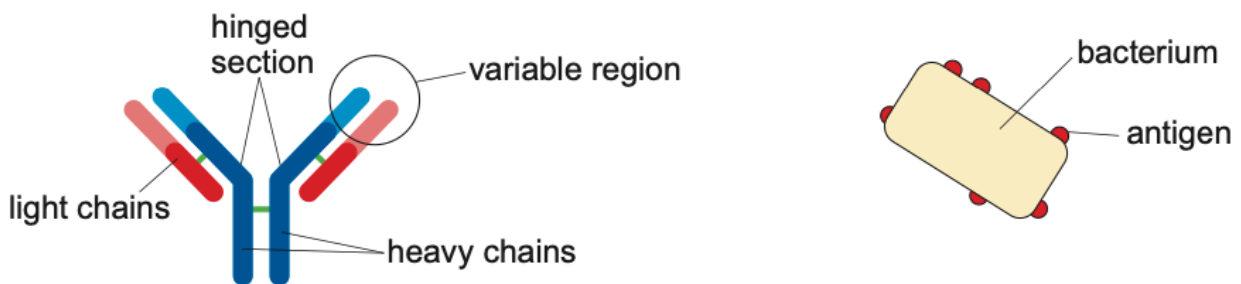 hinged
section
variable region
light chains
heavy chains
bacterium
antigen